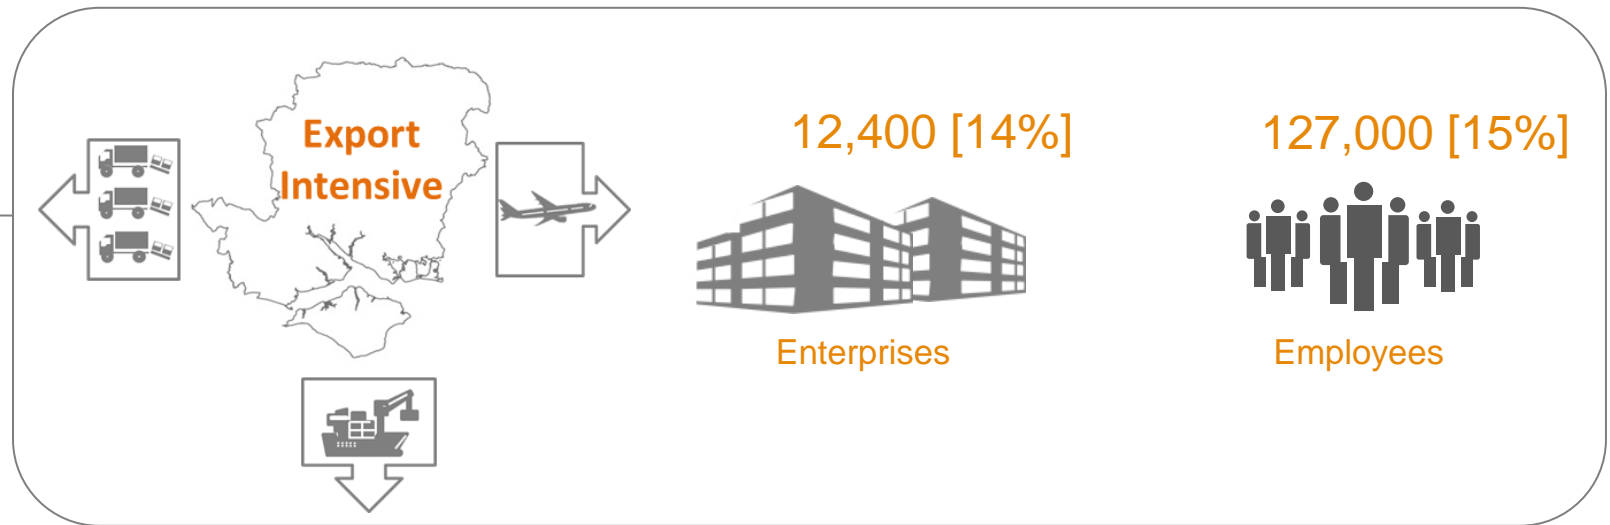 Export
Intensive
12,400 [14%]
127,000 [15%]
Enterprises
Employees